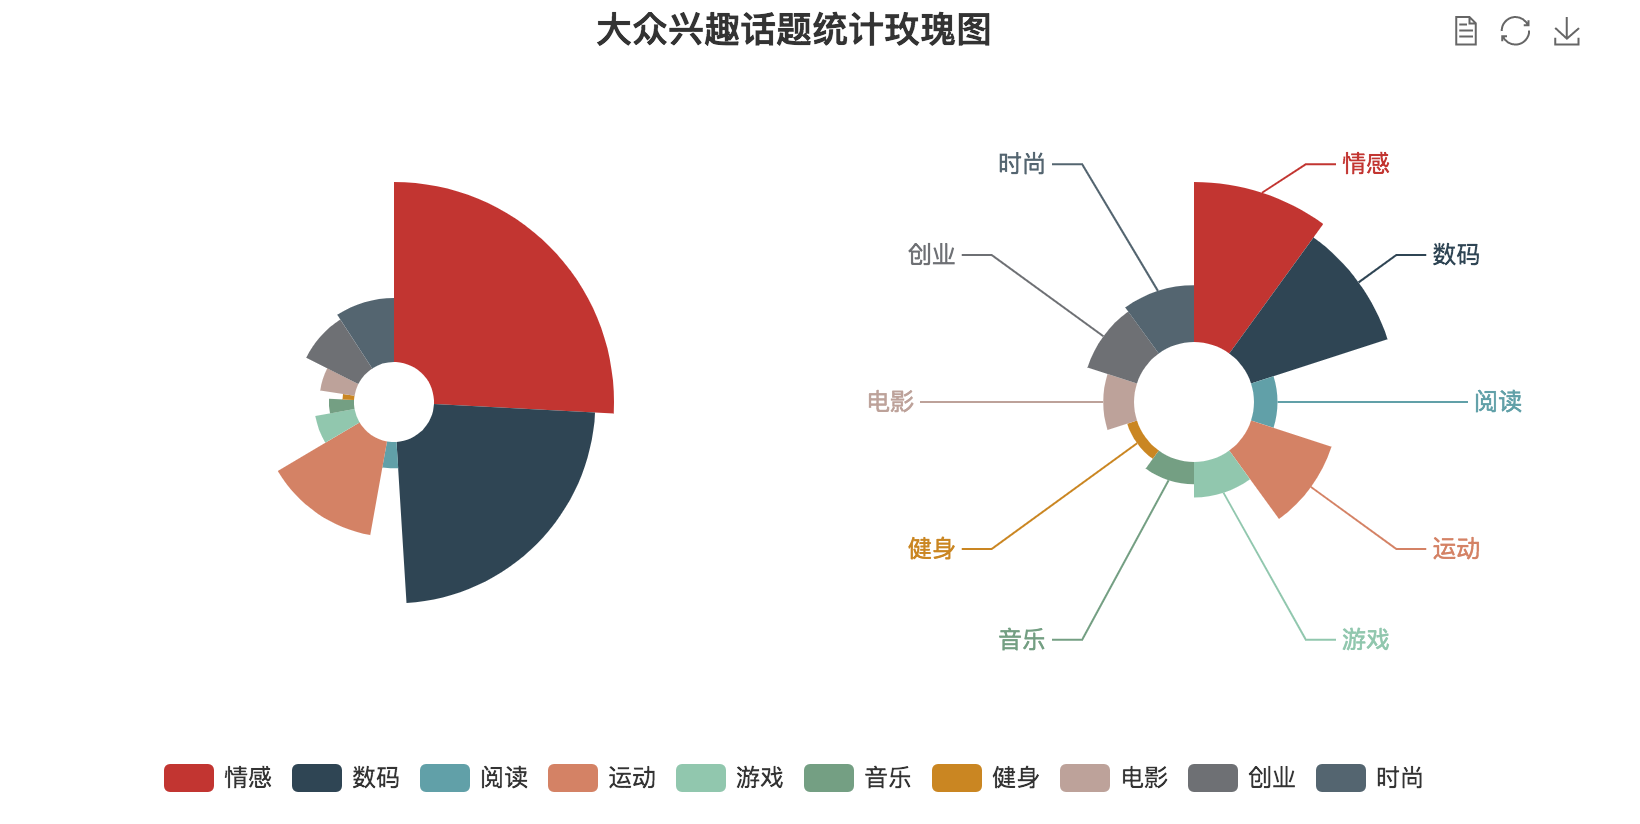 大众兴趣话题统计玫瑰图
时尚
情感
创业
数码
电影
阅读
健身
运动
音乐
游戏
情感 数码 阅读 运动 游戏 音乐 健身 电影 创业 时尚